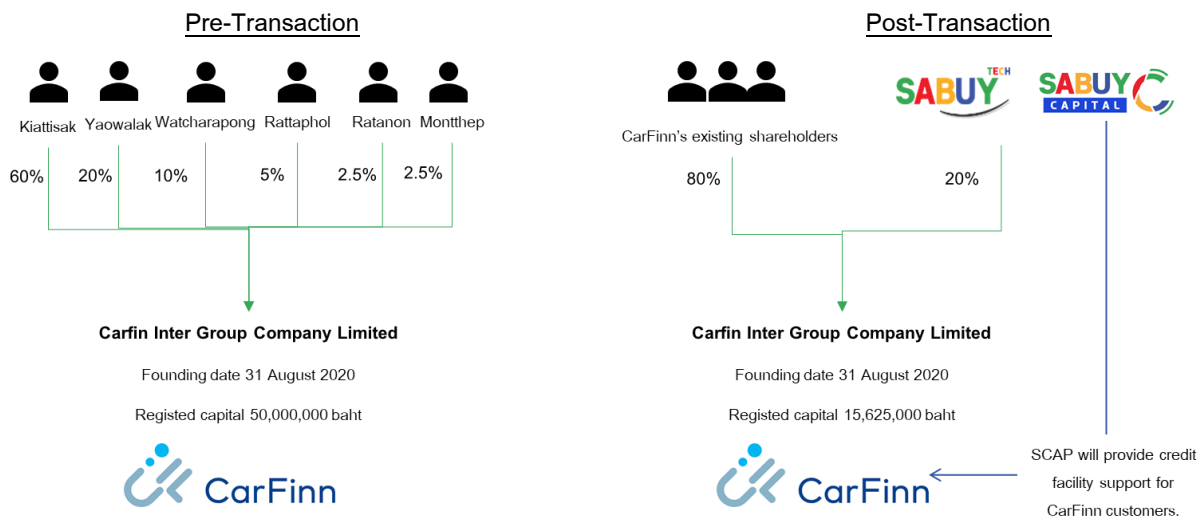 Pre-Transaction
Kiattisak Yaowalak Watcharapong Rattaphol Ratanon Montthep
60% 20% 10% 5% 2.5% 2.5%
Carfin Inter Group Company Limited
Founding date 31 August 2020
Registed capital 50,000,000 baht
CarFinn
Post-Transaction
CarFinn's existing shareholders
SABUY TECH
SABUY
CAPITAL
80% 20%
Carfin Inter Group Company Limited
Founding date 31 August 2020
Registed capital 15,625,000 baht
CarFinn
SCAP will provide credit
facility support for
CarFinn customers.